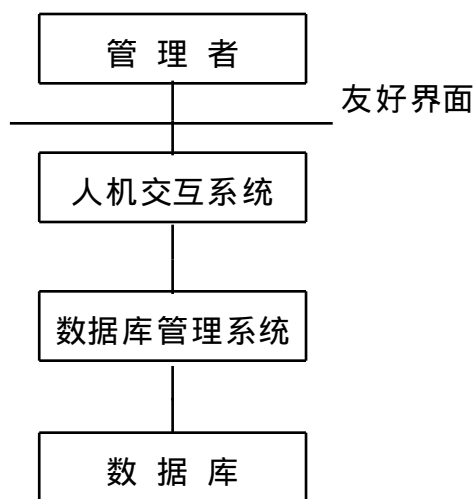 管 理 者
友好界面
人机交互系统
数据库管理系统
数 据 库